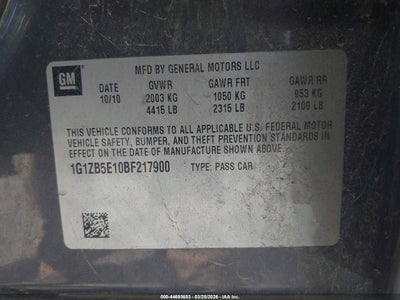 GM
MFD BY GENERAL MOTORS LLC
DATE GVWR GAWR FRT GAWR RR
10/10 2003 KG 1050 KG 953 KG
4415 LB 2315 LB 2100 LB
THIS VEHICLE CONFORMS TO ALL APPLICABLE U.S. FEDERAL MOTOR
VEHICLE SAFETY, BUMPER, AND THEFT PREVENTION STANDARDS
IN EFFECT ON THE DATE OF MANUFACTURE SHOWN ABOVE.
1G1ZB5E10BF217900 TYPE: PASS CAR
000-44693653 - 03/28/2026 - IAA Inc.